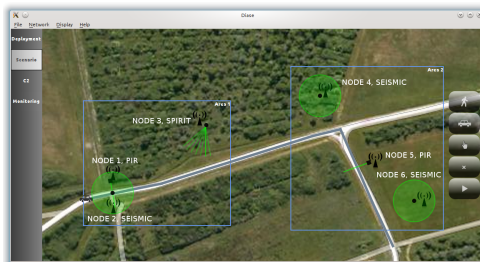 Diase
File Network Display Help
Deployment
Scenario
C2
Monitoring
Area 1
Area 2
NODE 4, SEISMIC
NODE 3, SPIRIT
NODE 1, PIR
NODE 5, PIR
NODE 6, SEISMIC
NODE 2, SEISMIC